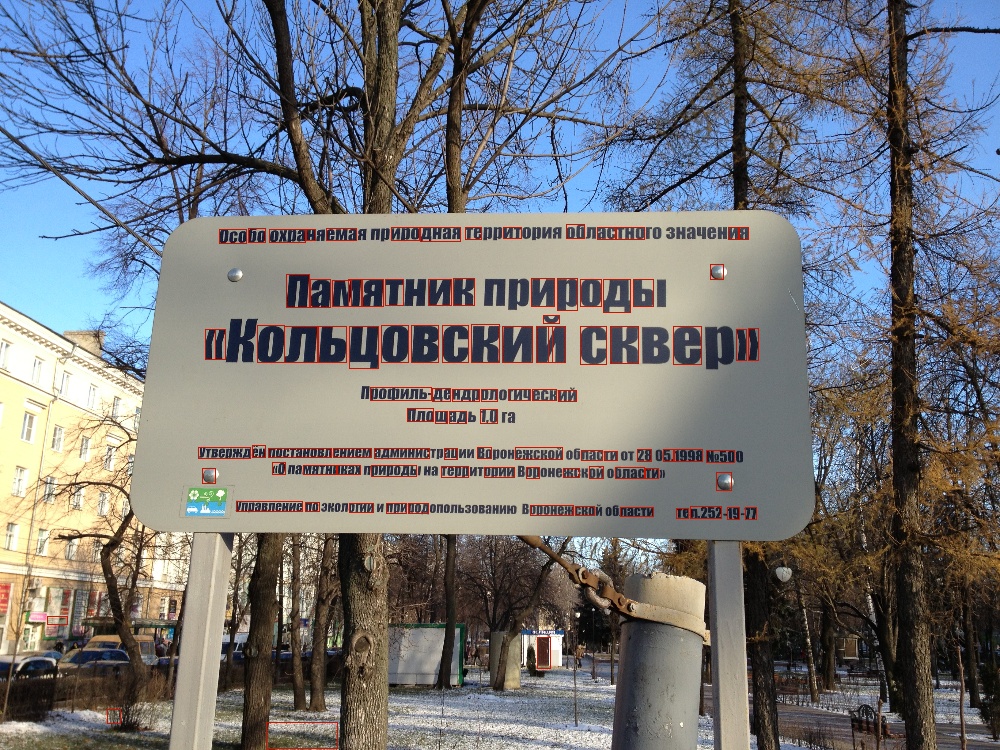 Особо охраняемая природная территория областного значения
Памятник природы
«Кольцовский сквер»
Профиль-дендрологический
Площадь 1.0 га
Утверждён постановлением администрации Воронежской области от 28 05.1998 №500
«О памятниках природы на территории Воронежской области»
Управление по экологии и природопользованию Воронежской области тел.252-19-77